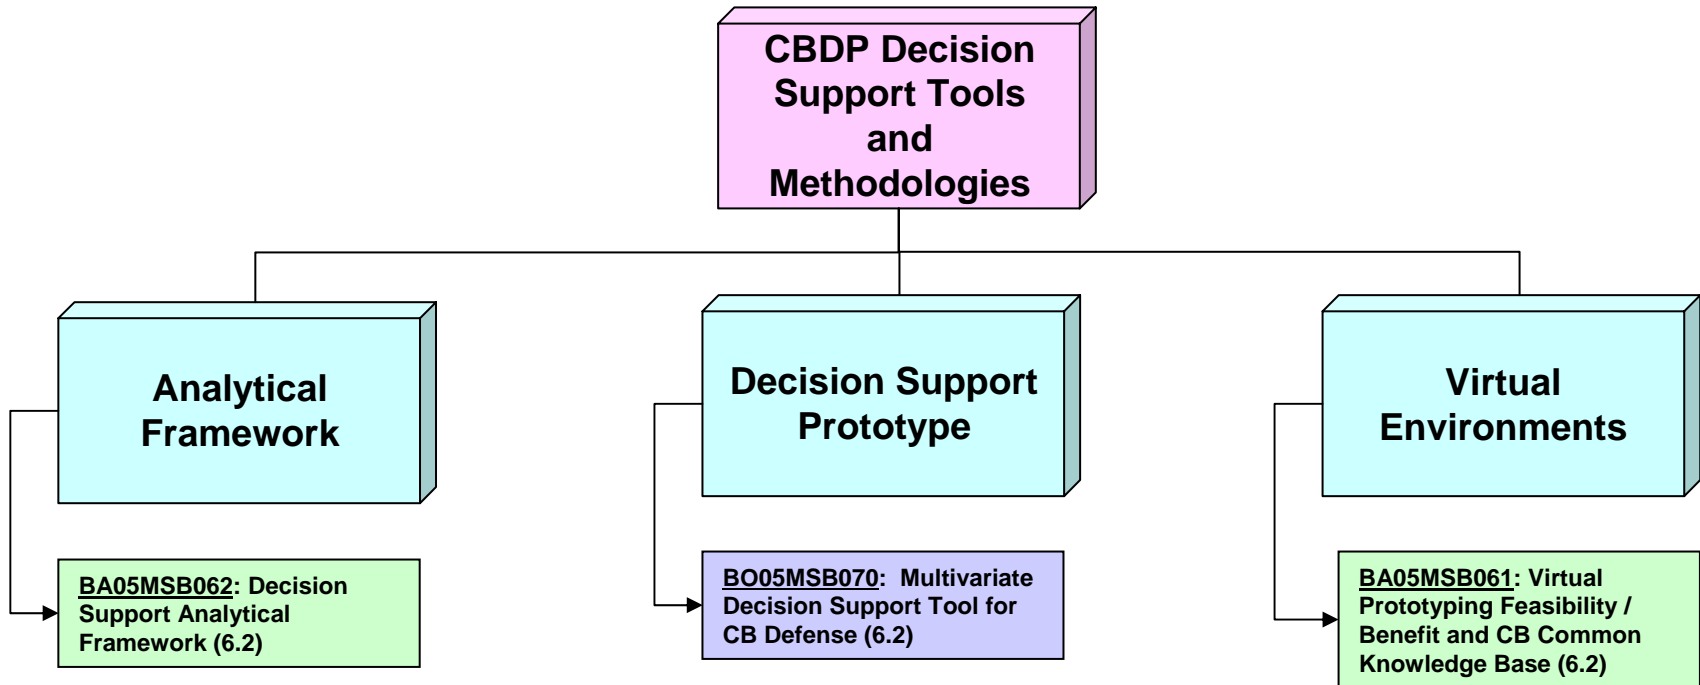 CBDP Decision
Support Tools
and
Methodologies
Analytical
Framework
Decision Support
Prototype
Virtual
Environments
BA05MSB062: Decision
Support Analytical
Framework (6.2)
BO05MSB070:  Multivariate
Decision Support Tool for
CB Defense (6.2)
BA05MSB061: Virtual
Prototyping Feasibility /
Benefit and CB Common
Knowledge Base (6.2)